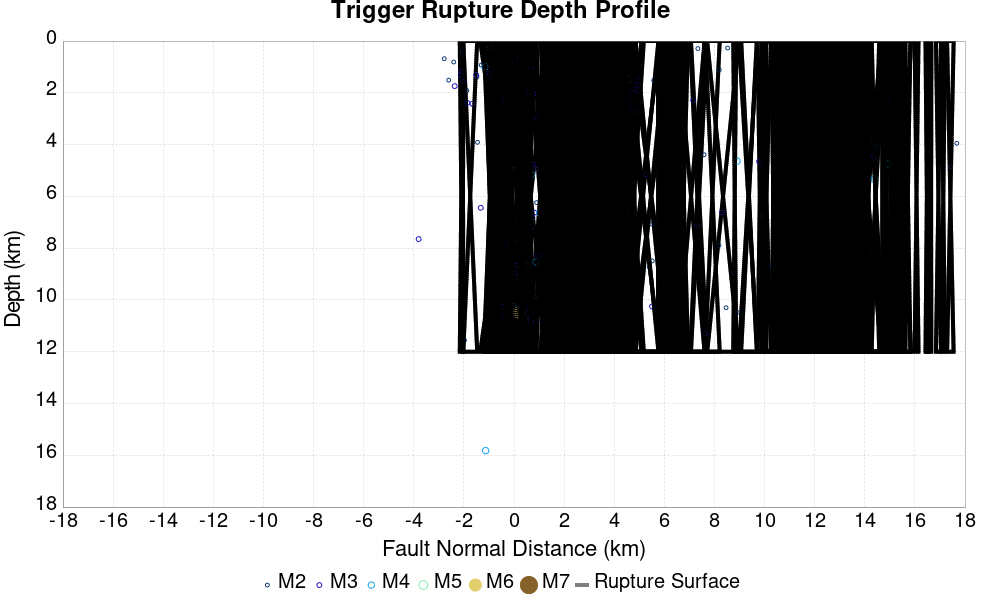 Trigger Rupture Depth Profile
0
2
4
6
8
10
12
14
16
18
Depth (km)
-18 -16 -14 -12 -10 -8 -6 -4 -2 0 2 4 6 8 10 12 14 16 18
Fault Normal Distance (km)
M2 M3 M4 M5 M6 M7 Rupture Surface